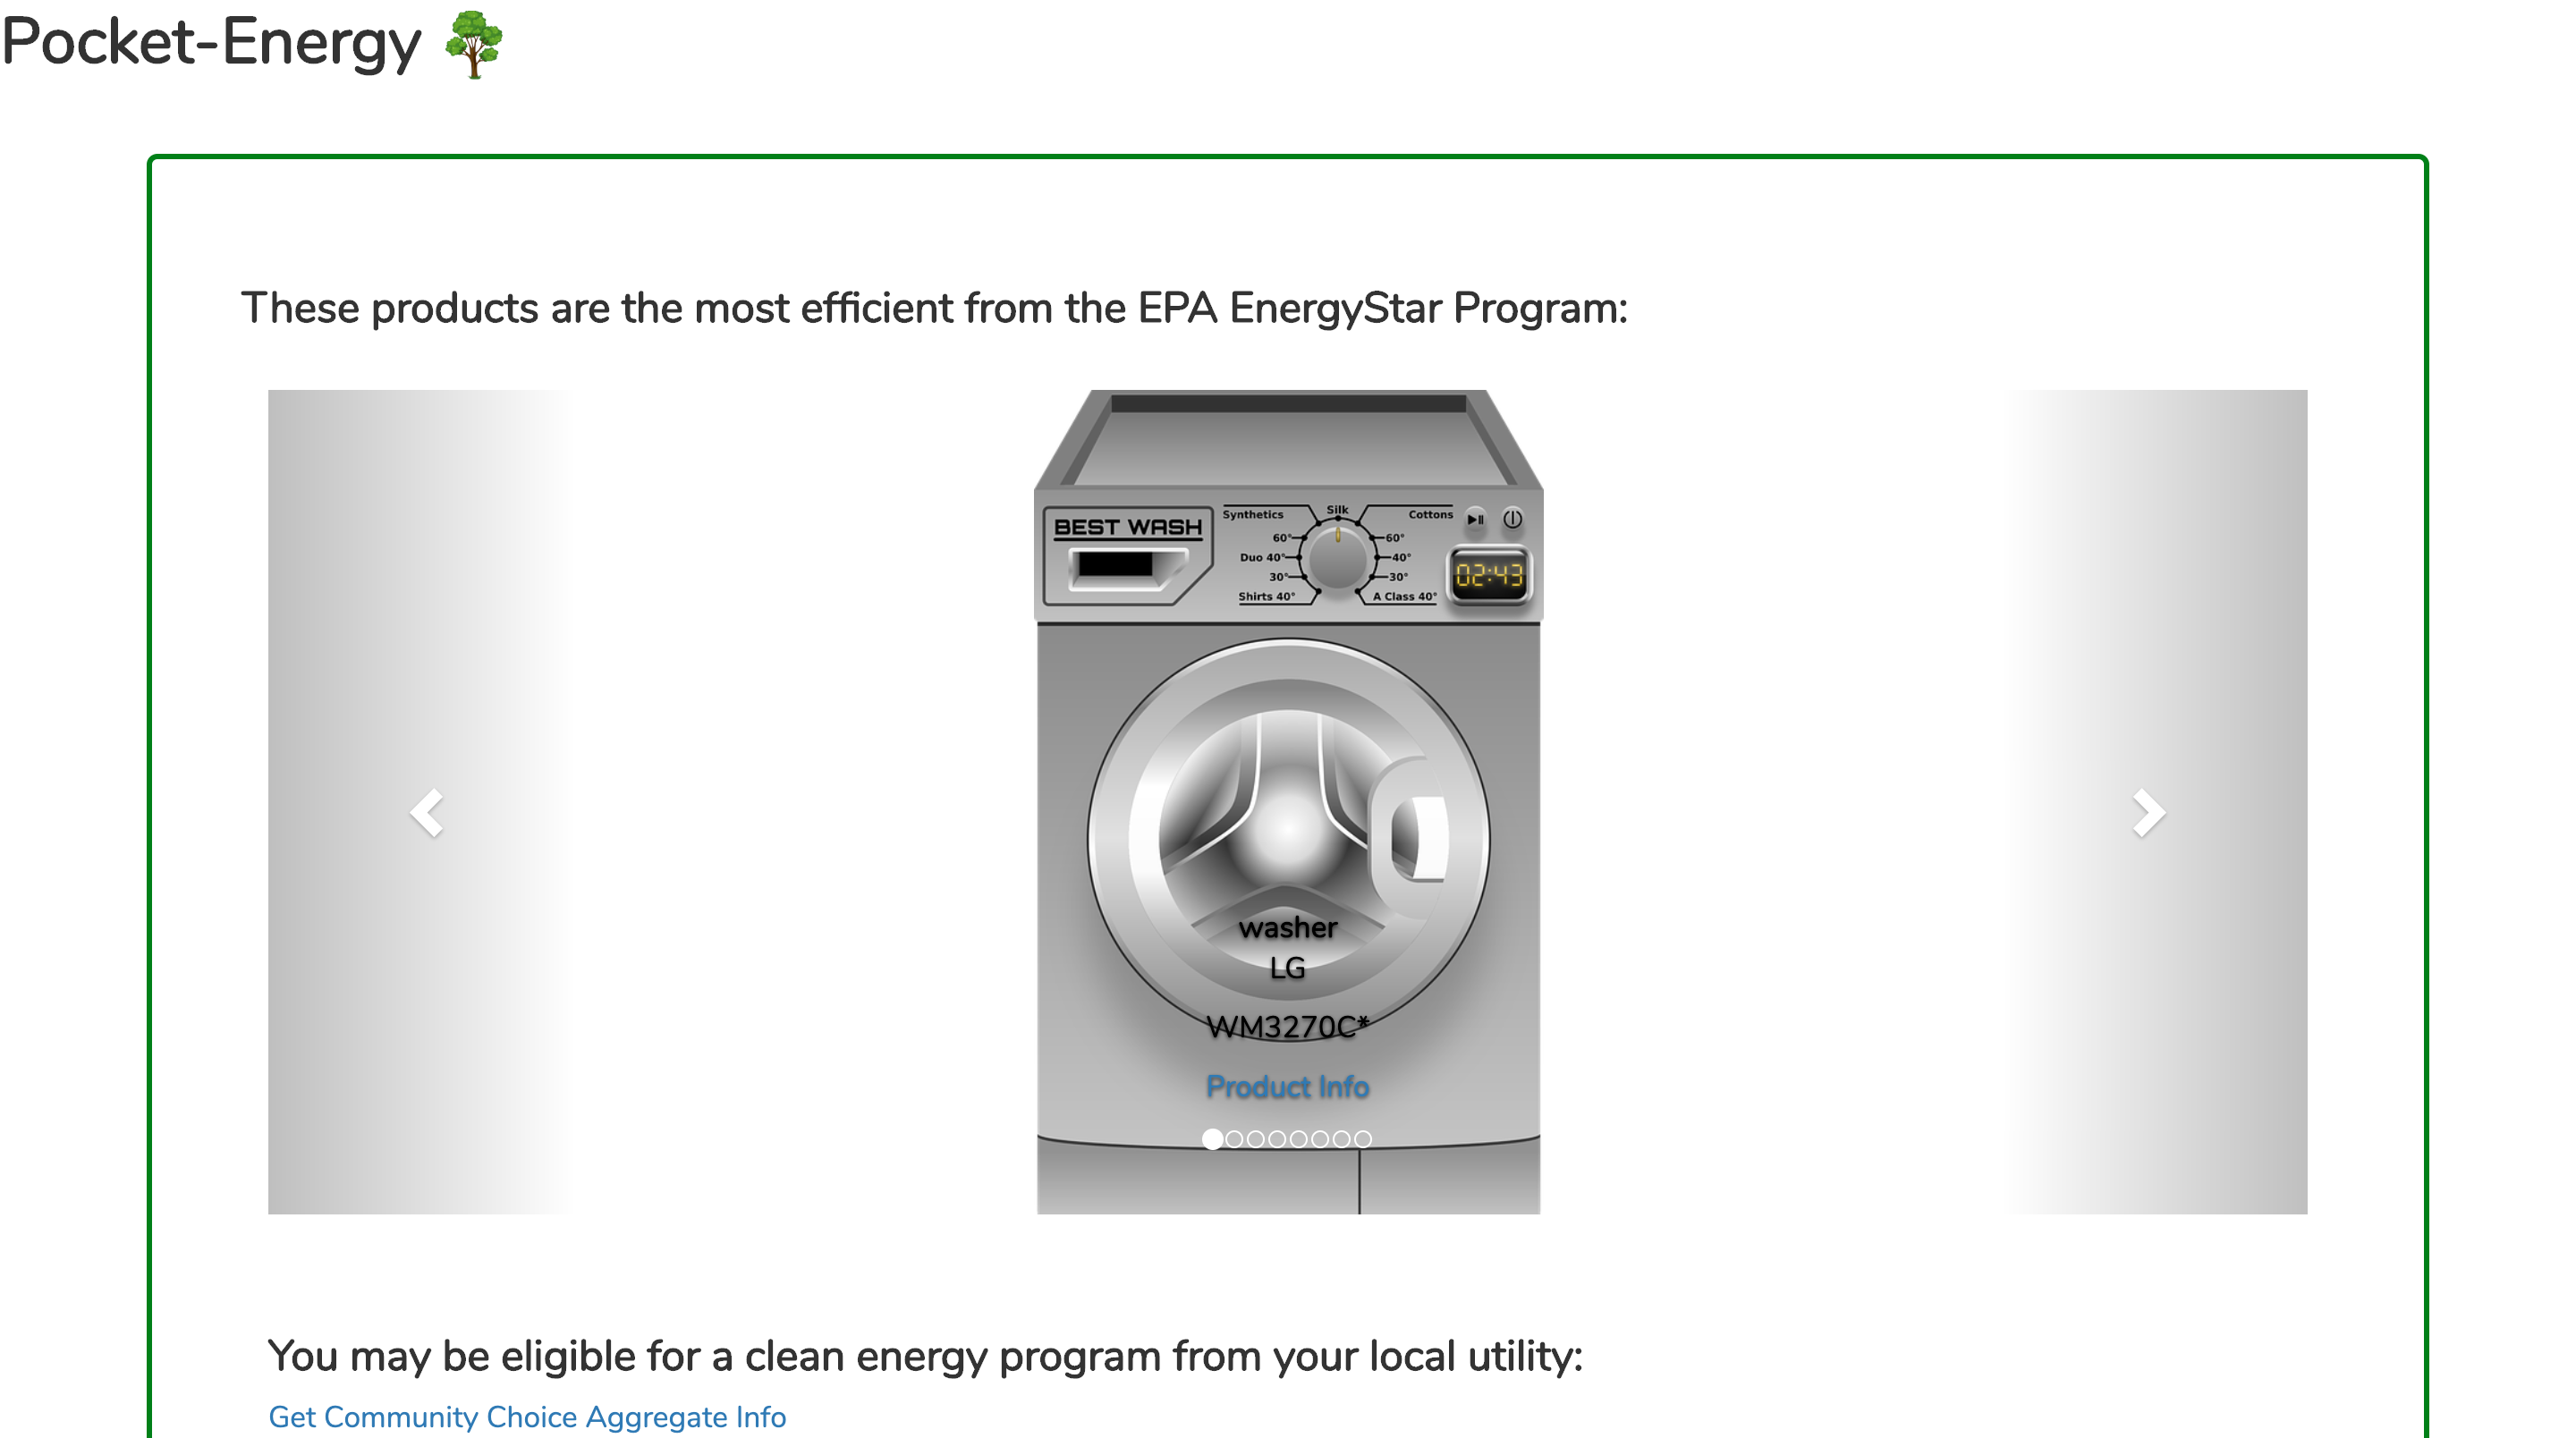 Pocket-Energy
These products are the most efficient from the EPA EnergyStar Program:
BEST WASH
Synthetics Silk Cottons
60° 60°
Duo 40° 40°
30° 30°
Shirts 40° A Class 40°
02:43
washer
LG
WM3270C*
Product Info
You may be eligible for a clean energy program from your local utility:
Get Community Choice Aggregate Info